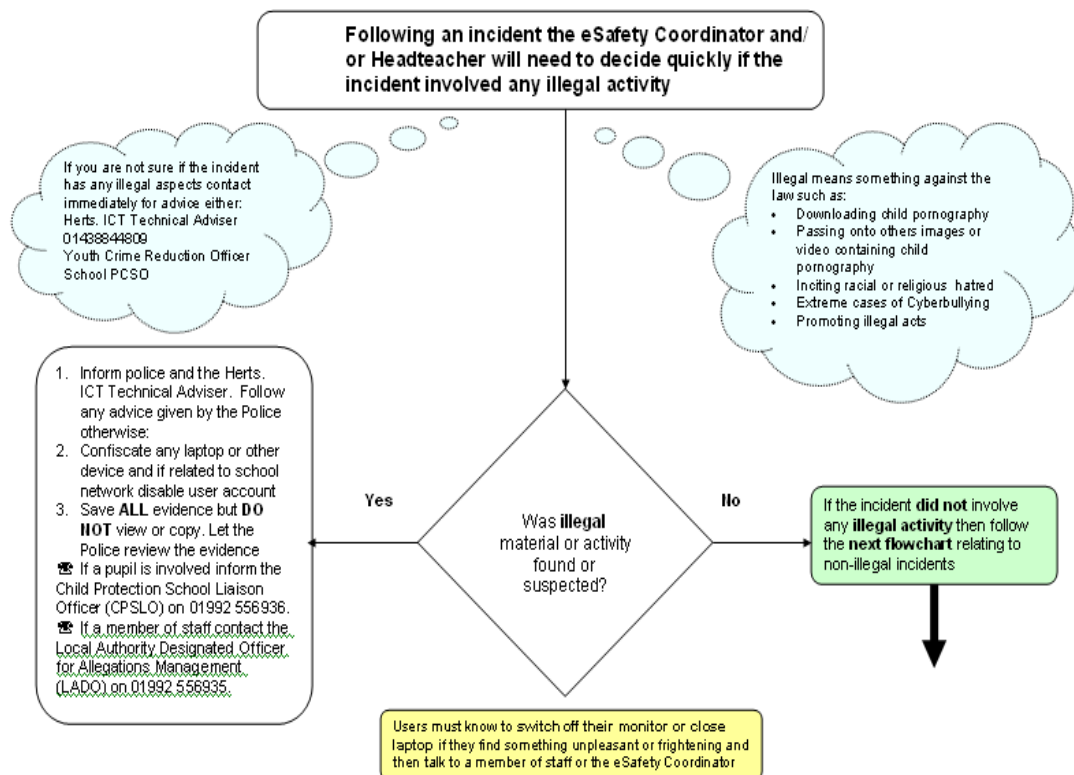 Following an incident the eSafety Coordinator and/
or Headteacher will need to decide quickly if the
incident involved any illegal activity
If you are not sure if the incident
has any illegal aspects contact
immediately for advice either:
Herts. ICT Technical Adviser
01438844809
Youth Crime Reduction Officer
School PCSO
Illegal means something against the
law such as:
• Downloading child pornography
• Passing onto others images or
video containing child
pornography
• Inciting racial or religious hatred
• Extreme cases of Cyberbullying
• Promoting illegal acts
1. Inform police and the Herts.
ICT Technical Adviser. Follow
any advice given by the Police
otherwise:
2. Confiscate any laptop or other
device and if related to school
network disable user account
3. Save ALL evidence but DO
NOT view or copy. Let the
Police review the evidence
☎ If a pupil is involved inform the
Child Protection School Liaison
Officer (CPSLO) on 01992 556936.
☎ If a member of staff contact the
Local Authority Designated Officer
for Allegations Management
(LADO) on 01992 556935.
Yes
Was illegal
material or activity
found or
suspected?
No
If the incident did not involve
any illegal activity then follow
the next flowchart relating to
non-illegal incidents
Users must know to switch off their monitor or close
laptop if they find something unpleasant or frightening and
then talk to a member of staff or the eSafety Coordinator